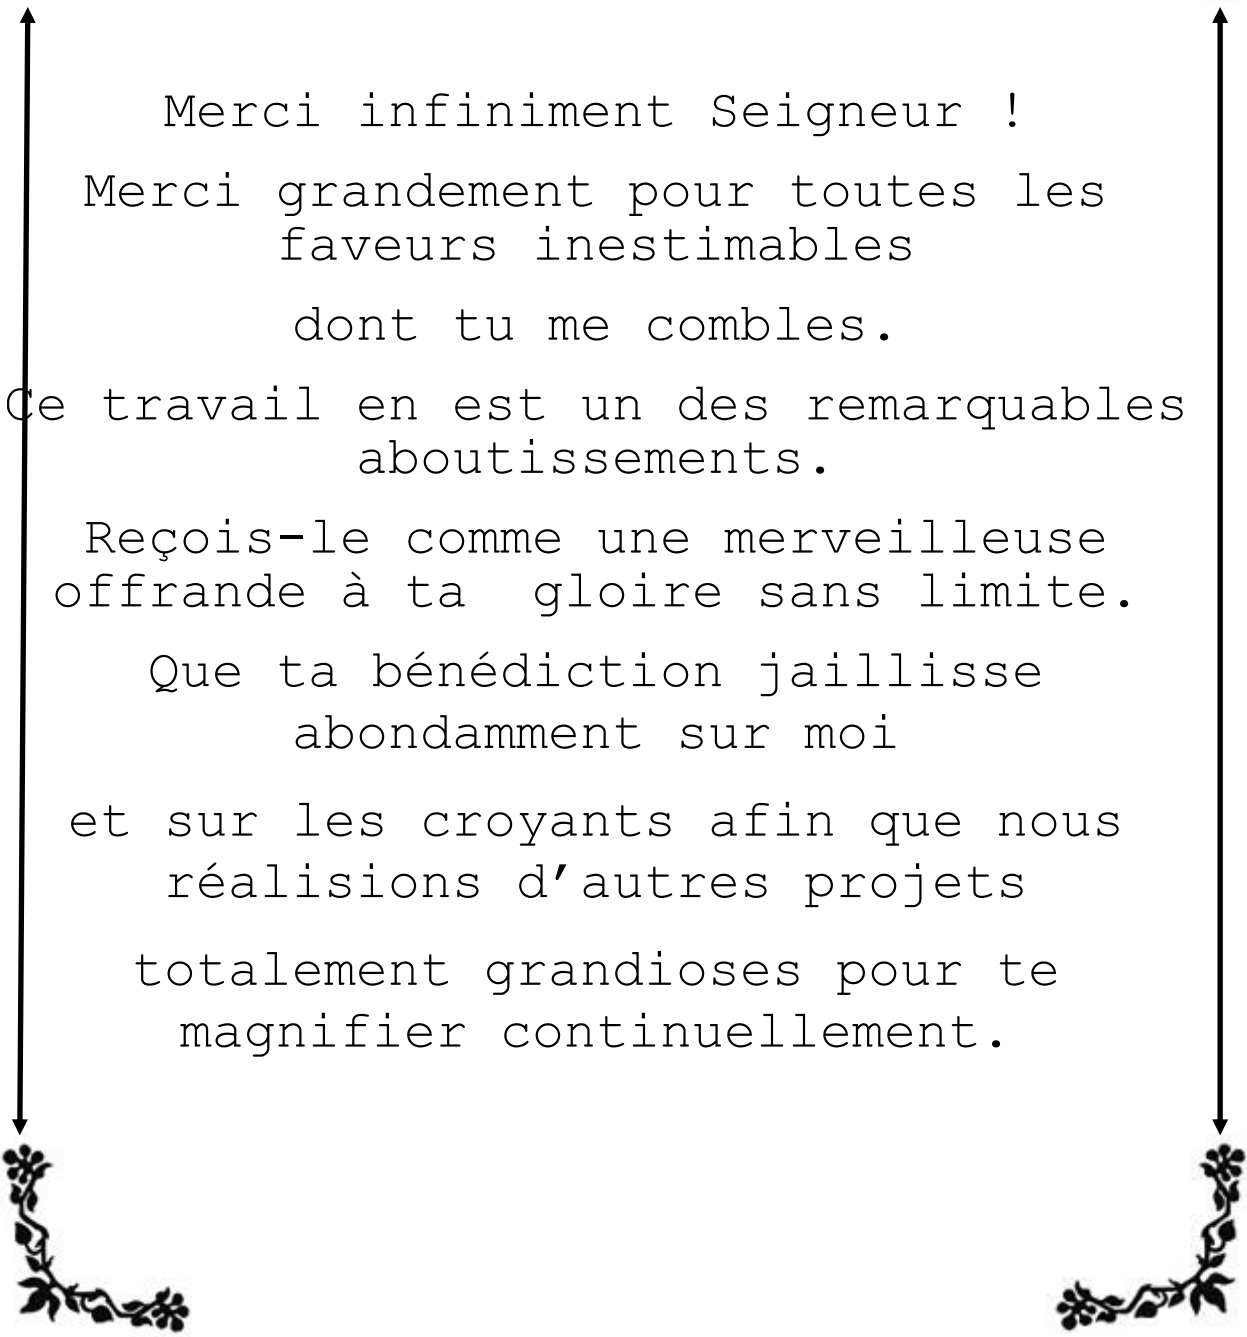 Merci infiniment Seigneur !
Merci grandement pour toutes les
faveurs inestimables
dont tu me combles.
Ce travail en est un des remarquables
aboutissements.
Reçois-le comme une merveilleuse
offrande à ta  gloire sans limite.
Que ta bénédiction jaillisse
abondamment sur moi
et sur les croyants afin que nous
réalisions d’autres projets
totalement grandioses pour te
magnifier continuellement.